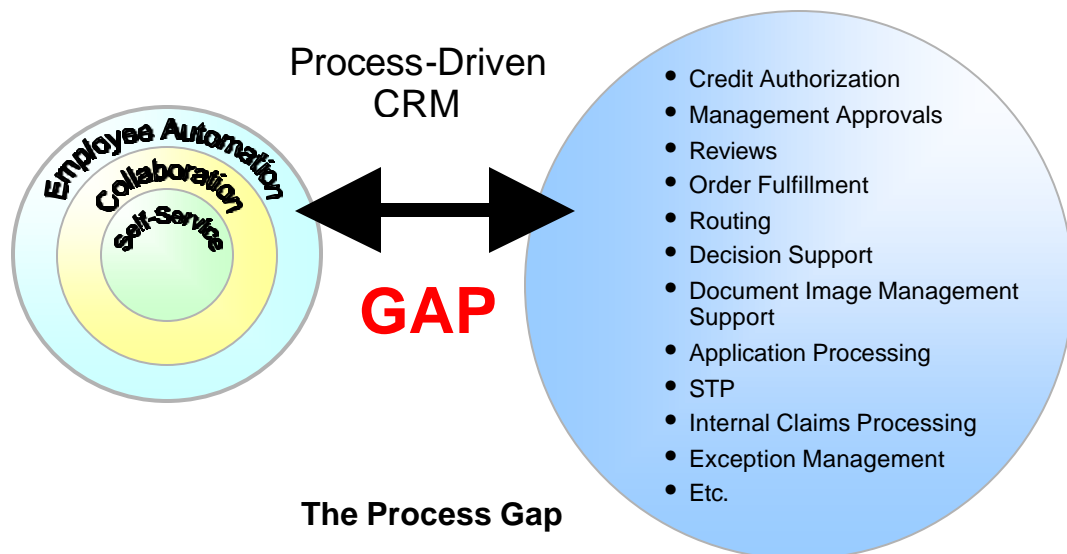 Process-Driven
CRM
Employee Automation
Collaboration
Self-Service
GAP
• Credit Authorization
• Management Approvals
• Reviews
• Order Fulfillment
• Routing
• Decision Support
• Document Image Management
Support
• Application Processing
• STP
• Internal Claims Processing
• Exception Management
• Etc.
The Process Gap